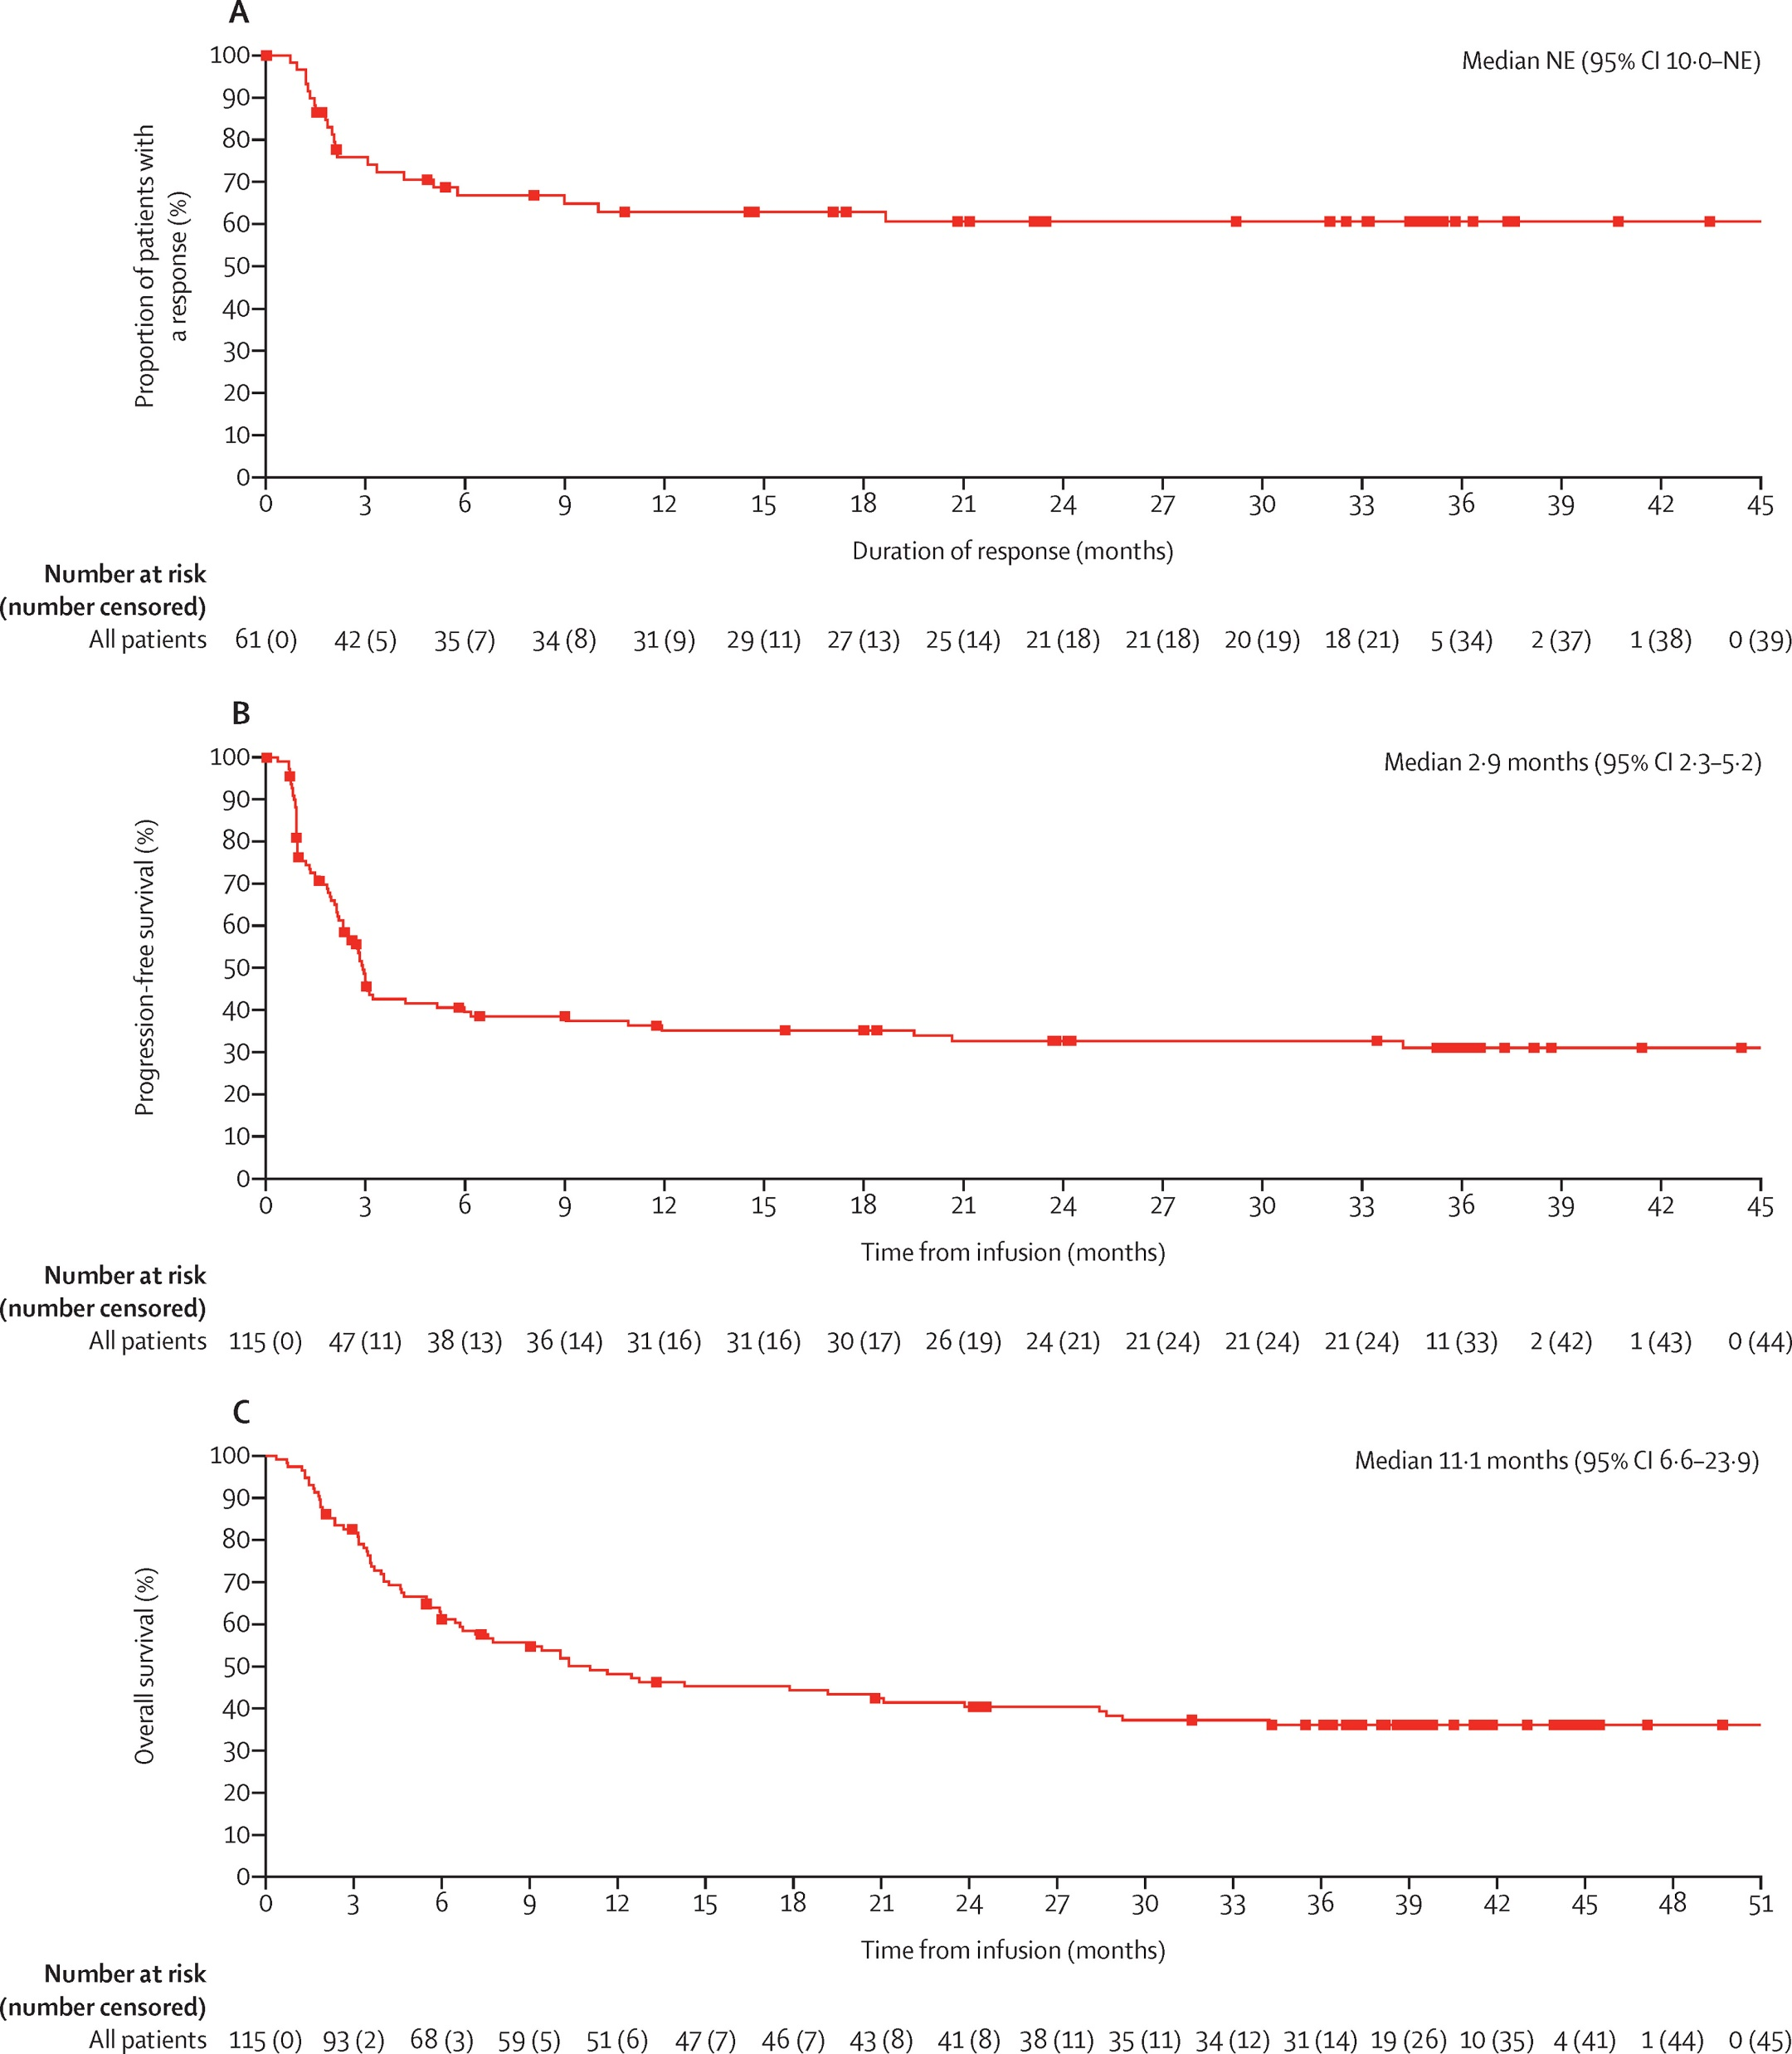 A
Median NE (95% CI 10·0–NE)
Proportion of patients with
a response (%)
100
90
80
70
60
50
40
30
20
10
0
0 3 6 9 12 15 18 21 24 27 30 33 36 39 42 45
Duration of response (months)
Number at risk
(number censored)
All patients 61 (0) 42 (5) 35 (7) 34 (8) 31 (9) 29 (11) 27 (13) 25 (14) 21 (18) 21 (18) 20 (19) 18 (21) 5 (34) 2 (37) 1 (38) 0 (39)
B
Median 2·9 months (95% CI 2·3–5·2)
Progression-free survival (%)
100
90
80
70
60
50
40
30
20
10
0
0 3 6 9 12 15 18 21 24 27 30 33 36 39 42 45
Time from infusion (months)
Number at risk
(number censored)
All patients 115 (0) 47 (11) 38 (13) 36 (14) 31 (16) 31 (16) 30 (17) 26 (19) 24 (21) 21 (24) 21 (24) 21 (24) 11 (33) 2 (42) 1 (43) 0 (44)
C
Median 11·1 months (95% CI 6·6–23·9)
Overall survival (%)
100
90
80
70
60
50
40
30
20
10
0
0 3 6 9 12 15 18 21 24 27 30 33 36 39 42 45 48 51
Time from infusion (months)
Number at risk
(number censored)
All patients 115 (0) 93 (2) 68 (3) 59 (5) 51 (6) 47 (7) 46 (7) 43 (8) 41 (8) 38 (11) 35 (11) 34 (12) 31 (14) 19 (26) 10 (35) 4 (41) 1 (44) 0 (45)